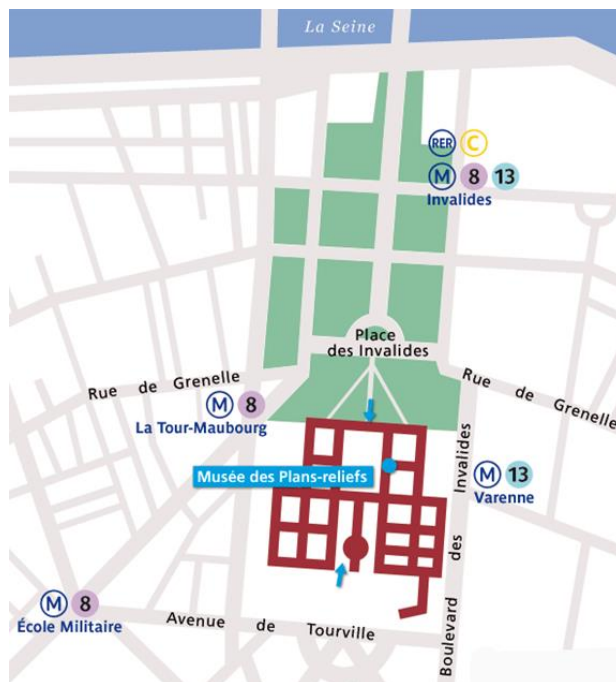 La Seine
RER C
M 8 13
Invalides
Place
des Invalides
Rue de Grenelle
Rue de Grenelle
M 8
La Tour-Maubourg
Musée des Plans-reliefs
M 13
Varenne
Boulevard des Invalides
M 8
École Militaire
Avenue de Tourville